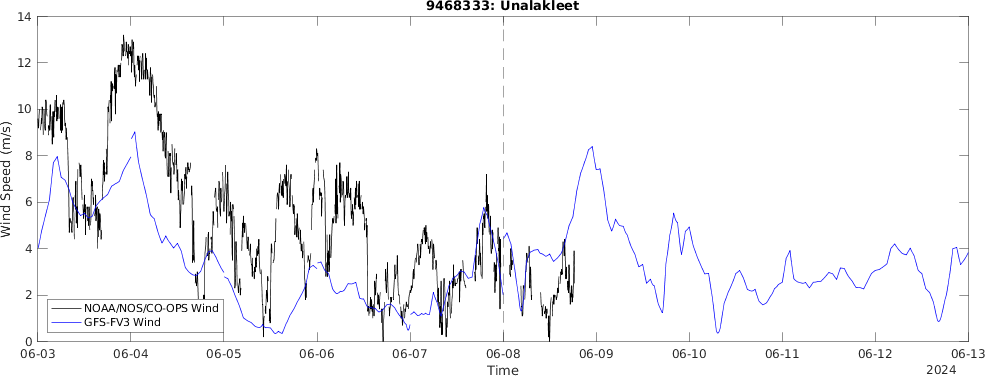 9468333: Unalakleet
14
12
10
8
6
4
2
0
Wind Speed (m/s)
NOAA/NOS/CO-OPS Wind
GFS-FV3 Wind
06-03 06-04 06-05 06-06 06-07 06-08 06-09 06-10 06-11 06-12 06-13
Time
2024